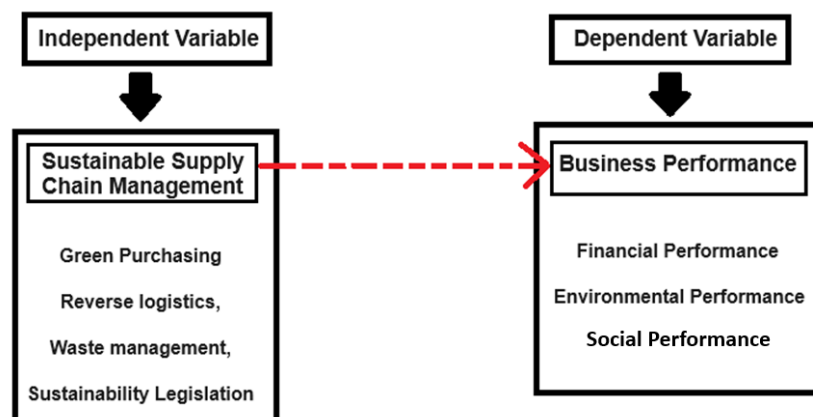 Independent Variable
Sustainable Supply
Chain Management
Green Purchasing
Reverse logistics,
Waste management,
Sustainability Legislation
Dependent Variable
Business Performance
Financial Performance
Environmental Performance
Social Performance